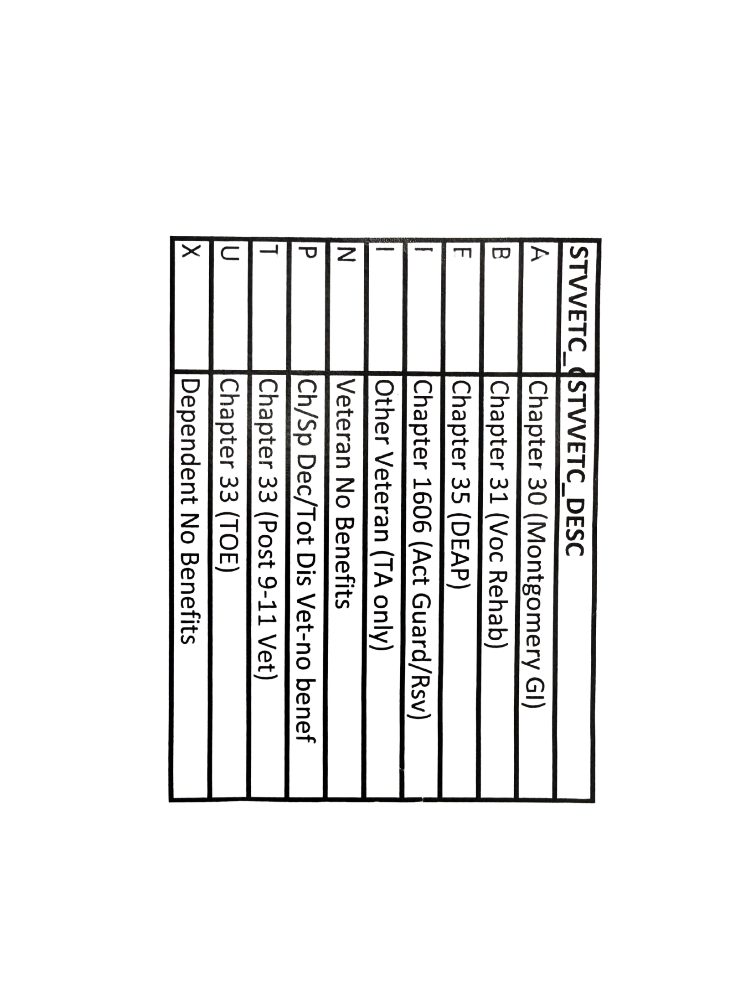 STVVETC_ STVVETC_DESC
A Chapter 30 (Montgomery GI)
B Chapter 31 (Voc Rehab)
Chapter 35 (DEAP)
Chapter 1606 (Act Guard/Rsv)
I Other Veteran (TA only)
N Veteran No Benefits
P Ch/Sp Dec/Tot Dis Vet-no benef
T Chapter 33 (Post 9-11 Vet)
U Chapter 33 (TOE)
X Dependent No Benefits